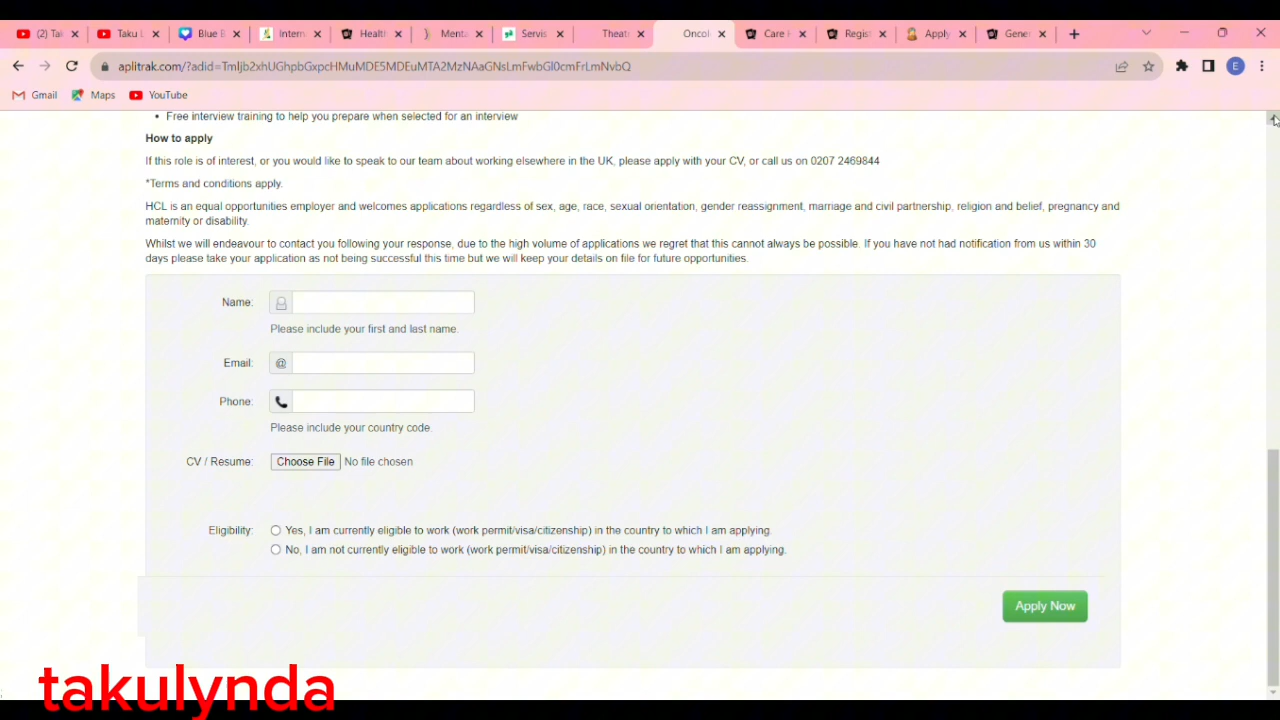 (2) Tak
Taku L
Blue B
Intern
Health
Menta
Servis
Theatr
Oncol
Care H
Regist
Apply
Gener
aplitrak.com/?adid=
Gmail
Maps
YouTube
• Free interview training to help you prepare when selected for an interview
How to apply
If this role is of interest, or you would like to speak to our team about working elsewhere in the UK, please apply with your CV, or call us on 0207 2469844
*Terms and conditions apply.
HCL is an equal opportunities employer and welcomes applications regardless of sex, age, race, sexual orientation, gender reassignment, marriage and civil partnership, religion and belief, pregnancy and
maternity or disability.
Whilst we will endeavour to contact you following your response, due to the high volume of applications we regret that this cannot always be possible. If you have not had notification from us within 30
days please take your application as not being successful this time but we will keep your details on file for future opportunities.
Name:
Please include your first and last name.
Email: @
Phone:
Please include your country code.
CV / Resume: Choose File No file chosen
Eligibility: Yes, I am currently eligible to work (work permit/visa/citizenship) in the country to which I am applying.
No, I am not currently eligible to work (work permit/visa/citizenship) in the country to which I am applying.
Apply Now
takulynda